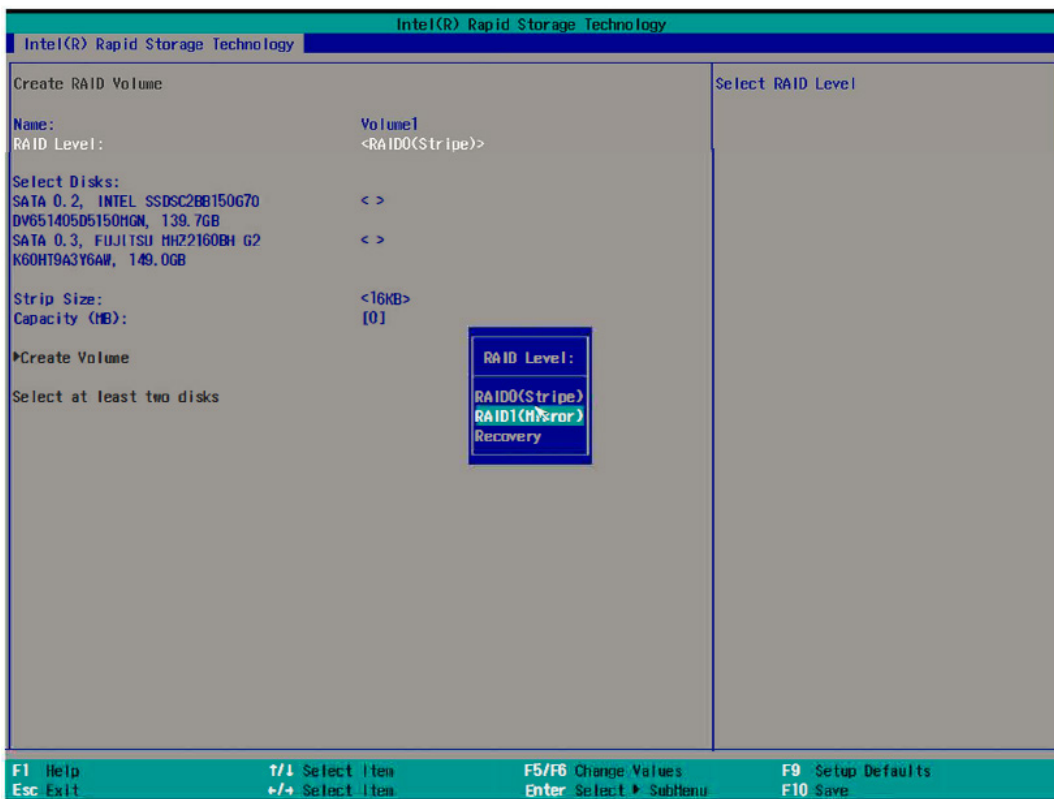 Intel(R) Rapid Storage Technology
Intel(R) Rapid Storage Technology
Create RAID Volume
Select RAID Level
Name: Volume1
RAID Level: <RAID0(Stripe)>
Select Disks:
SATA 0.2, INTEL SSDSC2BB150G70 < >
DV651405D5150MGN, 139.7GB
SATA 0.3, FUJITSU MHZ2160BH G2 < >
K60HT9A3Y6AW, 149.0GB
Strip Size: <16KB>
Capacity (MB): [0]
▶Create Volume
Select at least two disks
RAID Level:
RAID0(Stripe)
RAID1(Mirror)
Recovery
F1 Help ↑/↓ Select Item F5/F6 Change Values F9 Setup Defaults
Esc Exit ←/→ Select Item Enter Select ▶ SubMenu F10 Save